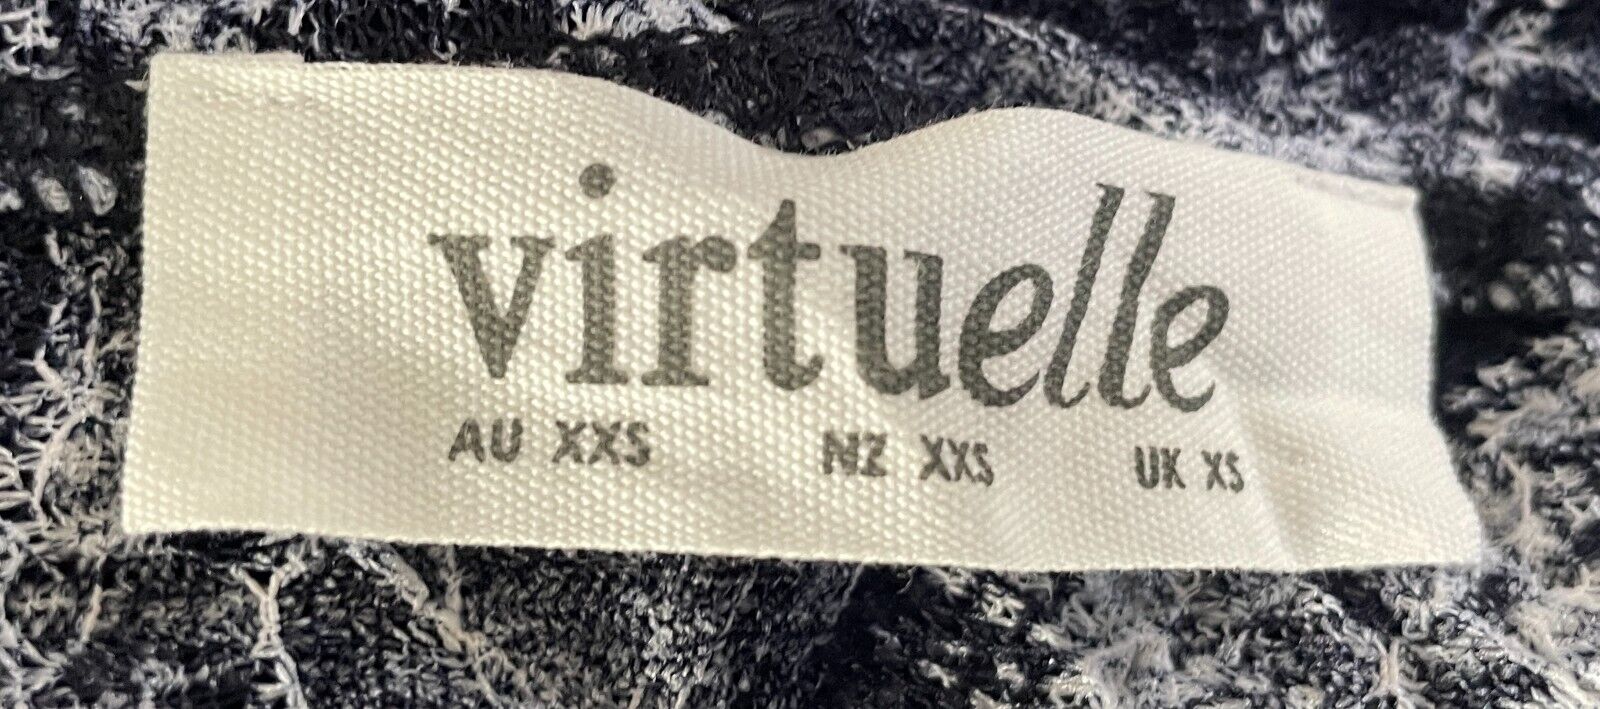 virtuelle
AU XXS NZ XXS UK XS